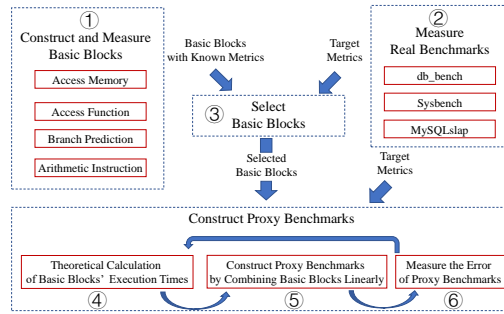 ①
Construct and Measure
Basic Blocks
Access Memory
Access Function
Branch Prediction
Arithmetic Instruction
Basic Blocks
with Known Metrics
Target
Metrics
②
Measure
Real Benchmarks
db_bench
Sysbench
MySQLslap
③
Select
Basic Blocks
Selected
Basic Blocks
Target
Metrics
Construct Proxy Benchmarks
Theoretical Calculation
of Basic Blocks' Execution Times
④
Construct Proxy Benchmarks
by Combining Basic Blocks Linearly
⑤
Measure the Error
of Proxy Benchmarks
⑥